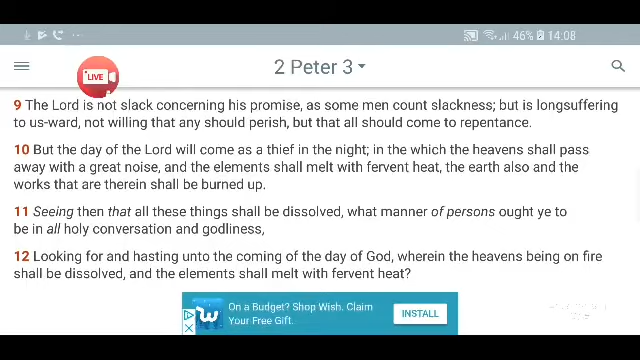 46% 14:08
2 Peter 3
LIVE
9 The Lord is not slack concerning his promise, as some men count slackness; but is longsuffering
to us-ward, not willing that any should perish, but that all should come to repentance.
10 But the day of the Lord will come as a thief in the night; in the which the heavens shall pass
away with a great noise, and the elements shall melt with fervent heat, the earth also and the
works that are therein shall be burned up.
11 Seeing then that all these things shall be dissolved, what manner of persons ought ye to
be in all holy conversation and godliness,
12 Looking for and hasting unto the coming of the day of God, wherein the heavens being on fire
shall be dissolved, and the elements shall melt with fervent heat?
On a Budget? Shop Wish. Claim
Your Free Gift.
INSTALL